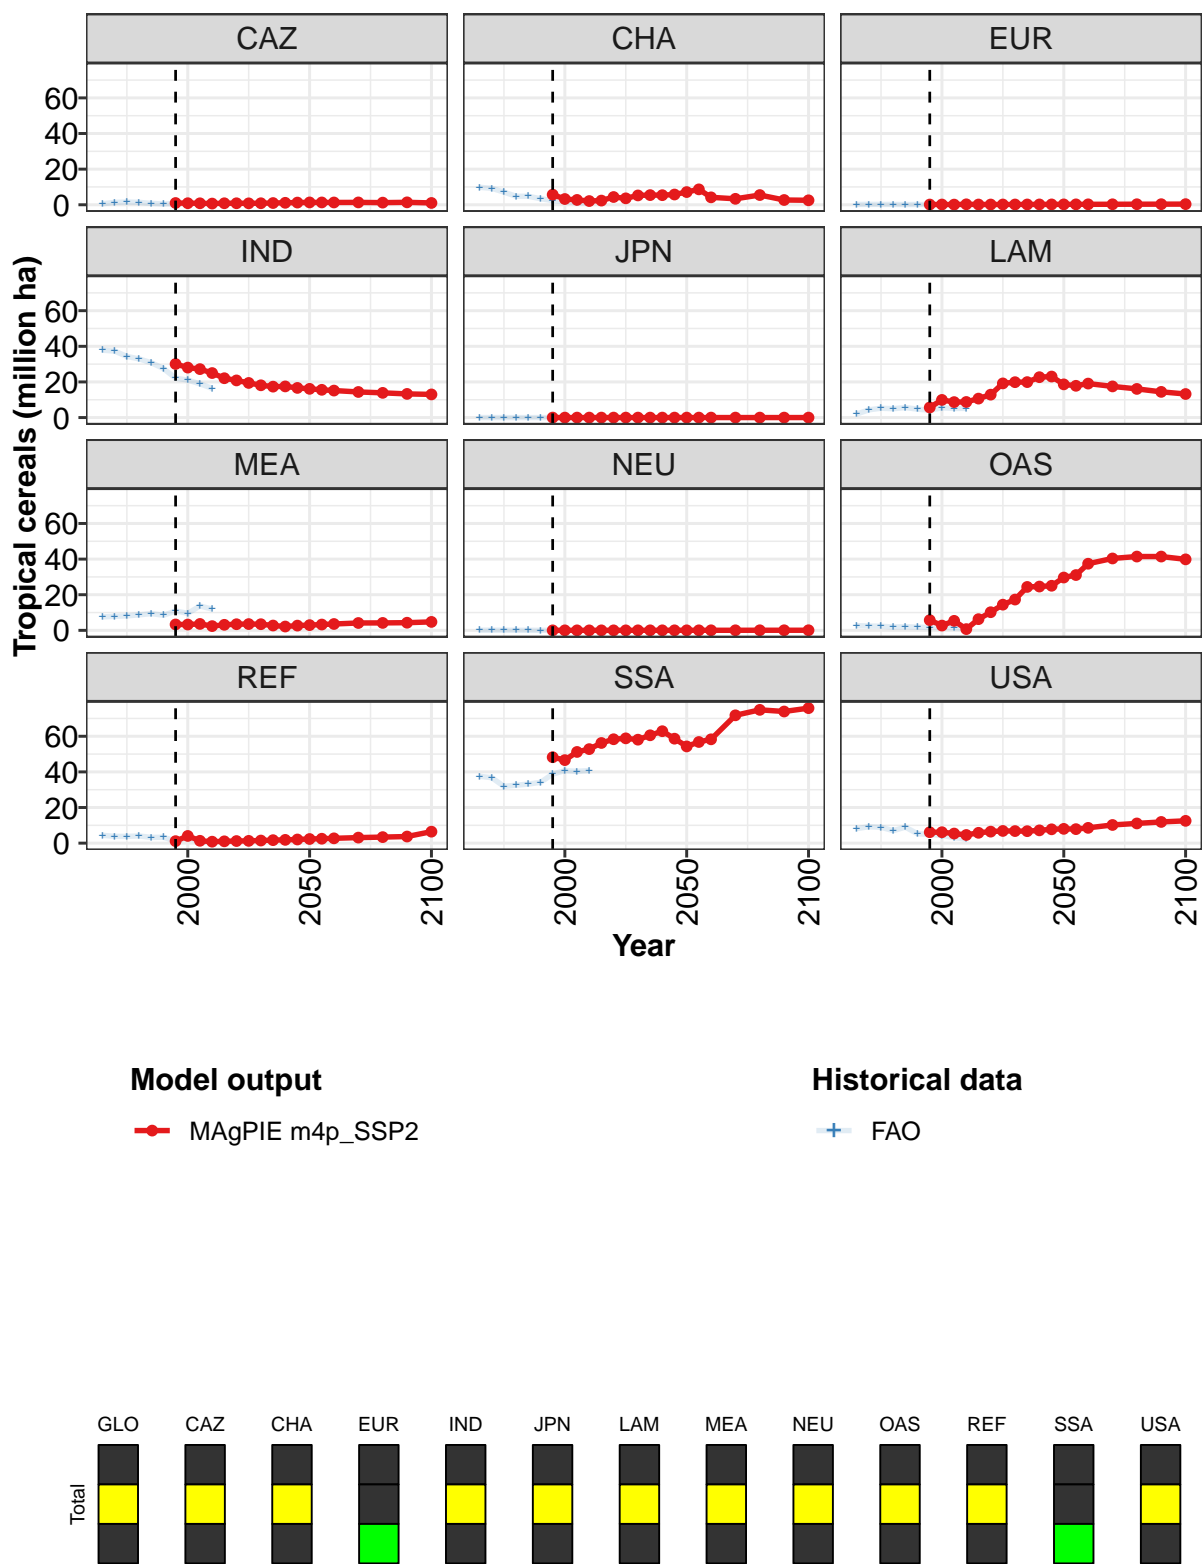 CAZ CHA EUR
60
40
20
0
IND JPN LAM
60
40
20
0
MEA NEU OAS
60
40
20
0
REF SSA USA
60
40
20
0
Tropical cereals (million ha)
2000 2050 2100 2000 2050 2100 2000 2050 2100
Year
Model output Historical data
MAgPIE m4p_SSP2 FAO
GLO CAZ CHA EUR IND JPN LAM MEA NEU OAS REF SSA USA
Total